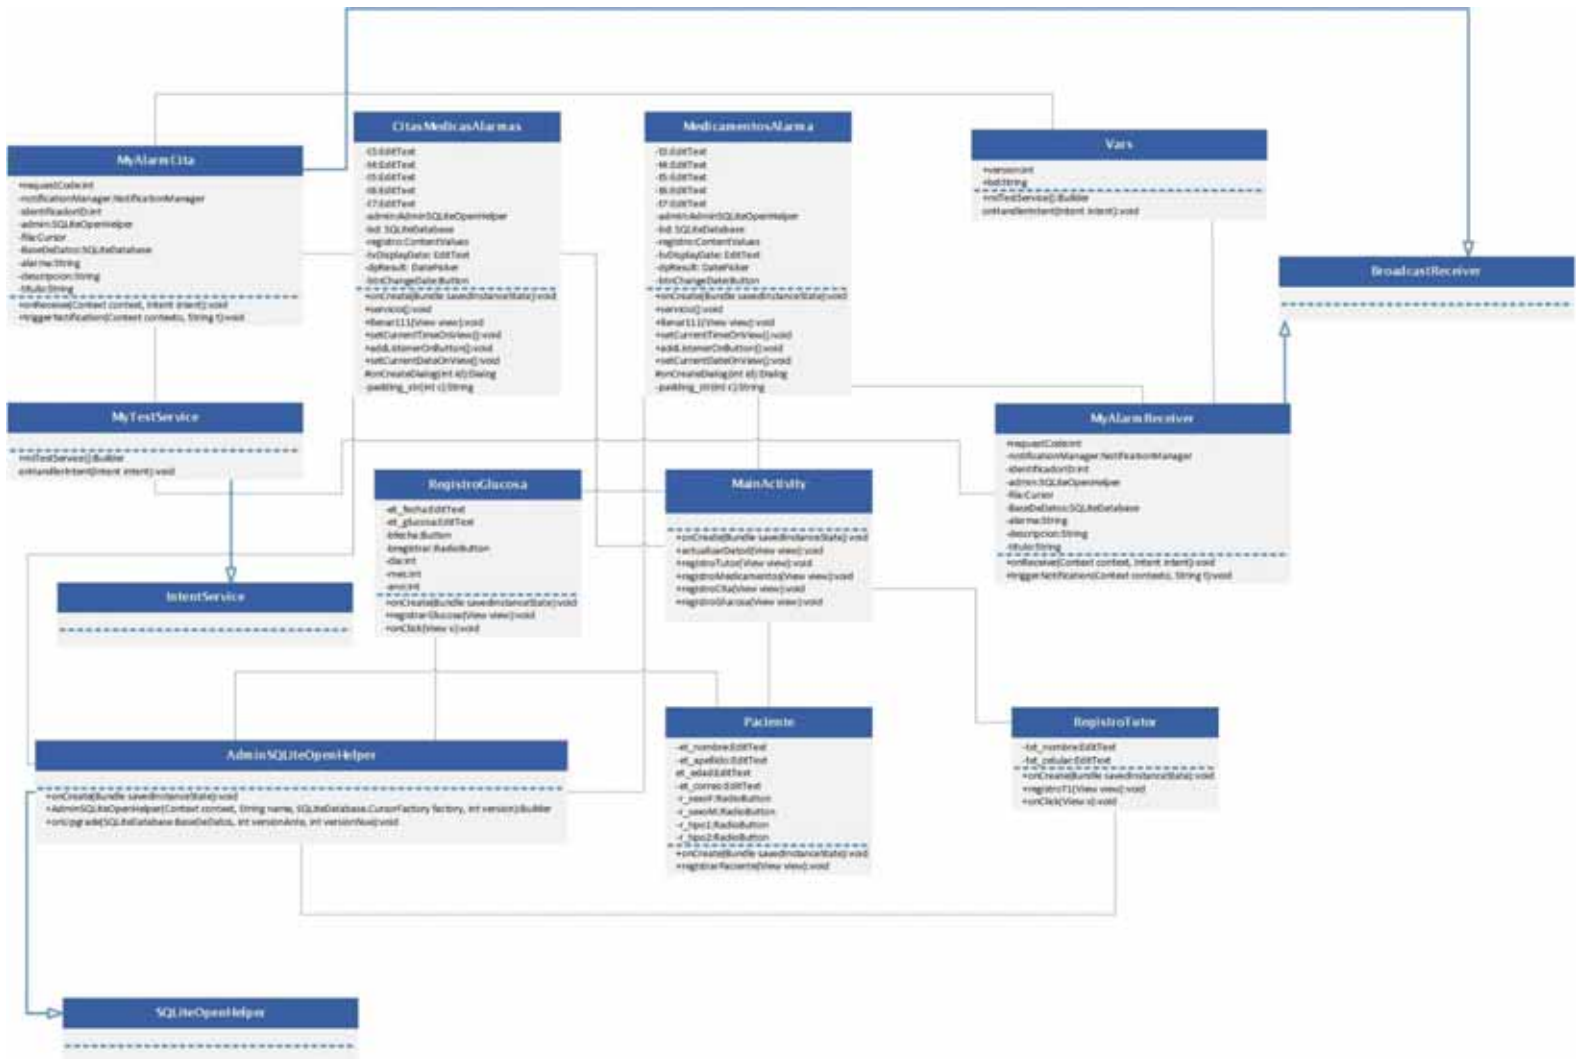 MyAlarmCita
+requestCode:int
-notificationManager:NotificationManager
-identificadorID:int
-admin:SQLiteOpenHelper
-fila:Cursor
-BaseDeDatos:SQLiteDatabase
-alarma:String
-descripcion:String
-titulo:String
+onReceive(Context context, Intent intent):void
+triggerNotification(Context contexto, String t):void
CitasMedicasAlarmas
-t3:EditText
-t4:EditText
-t5:EditText
-t6:EditText
-t7:EditText
-admin:AdminSQLiteOpenHelper
-bd: SQLiteDatabase
-registro:ContentValues
-tvDisplayDate: EditText
-dpResult: DatePicker
-btnChangeDate:Button
+onCreate(Bundle savedInstanceState):void
+servicio():void
+llenar111(View view):void
+setCurrentTimeOnView():void
+addListenerOnButton():void
+setCurrentDateOnView():void
#onCreateDialog(int id):Dialog
-padding_str(int c):String
MedicamentosAlarma
-t3:EditText
-t4:EditText
-t5:EditText
-t6:EditText
-t7:EditText
-admin:AdminSQLiteOpenHelper
-bd: SQLiteDatabase
-registro:ContentValues
-tvDisplayDate: EditText
-dpResult: DatePicker
-btnChangeDate:Button
+onCreate(Bundle savedInstanceState):void
+servicio():void
+llenar111(View view):void
+setCurrentTimeOnView():void
+addListenerOnButton():void
+setCurrentDateOnView():void
#onCreateDialog(int id):Dialog
-padding_str(int c):String
Vars
+version:int
+bd:String
+miTestService():Builder
onHandlerIntent(Intent intent):void
BroadcastReceiver
MyTestService
+miTestService():Builder
onHandlerIntent(Intent intent):void
IntentService
RegistroGlucosa
-et_fecha:EditText
-et_glucosa:EditText
-bfecha:Button
-bregistrar:RadioButton
-dia:int
-mes:int
-ano:int
+onCreate(Bundle savedInstanceState):void
+registrarGlucosa(View view):void
+onClick(View v):void
MainActivity
+onCreate(Bundle savedInstanceState):void
+actualizarDatos(View view):void
+registroTutor(View view):void
+registroMedicamentos(View view):void
+registroCita(View view):void
+registroGlucosa(View view):void
MyAlarmReceiver
+requestCode:int
-notificationManager:NotificationManager
-identificadorID:int
-admin:SQLiteOpenHelper
-fila:Cursor
-BaseDeDatos:SQLiteDatabase
-alarma:String
-descripcion:String
-titulo:String
+onReceive(Context context, Intent intent):void
+triggerNotification(Context contexto, String t):void
AdminSQLiteOpenHelper
+onCreate(Bundle savedInstanceState):void
+AdminSQLiteOpenHelper(Context context, String name, SQLiteDatabase.CursorFactory factory, int version):Builder
+onUpgrade(SQLiteDatabase BaseDeDatos, int versionAnte, int versionNue):void
Paciente
-et_nombre:EditText
-et_apellido:EditText
et_edad:EditText
-et_correo:EditText
-r_sexoF:RadioButton
-r_sexoM:RadioButton
-r_tipo1:RadioButton
-r_tipo2:RadioButton
+onCreate(Bundle savedInstanceState):void
+registrarPaciente(View view):void
RegistroTutor
-txt_nombre:EditText
-txt_celular:EditText
+onCreate(Bundle savedInstanceState):void
+registroT1(View view):void
+onClick(View v):void
SQLiteOpenHelper